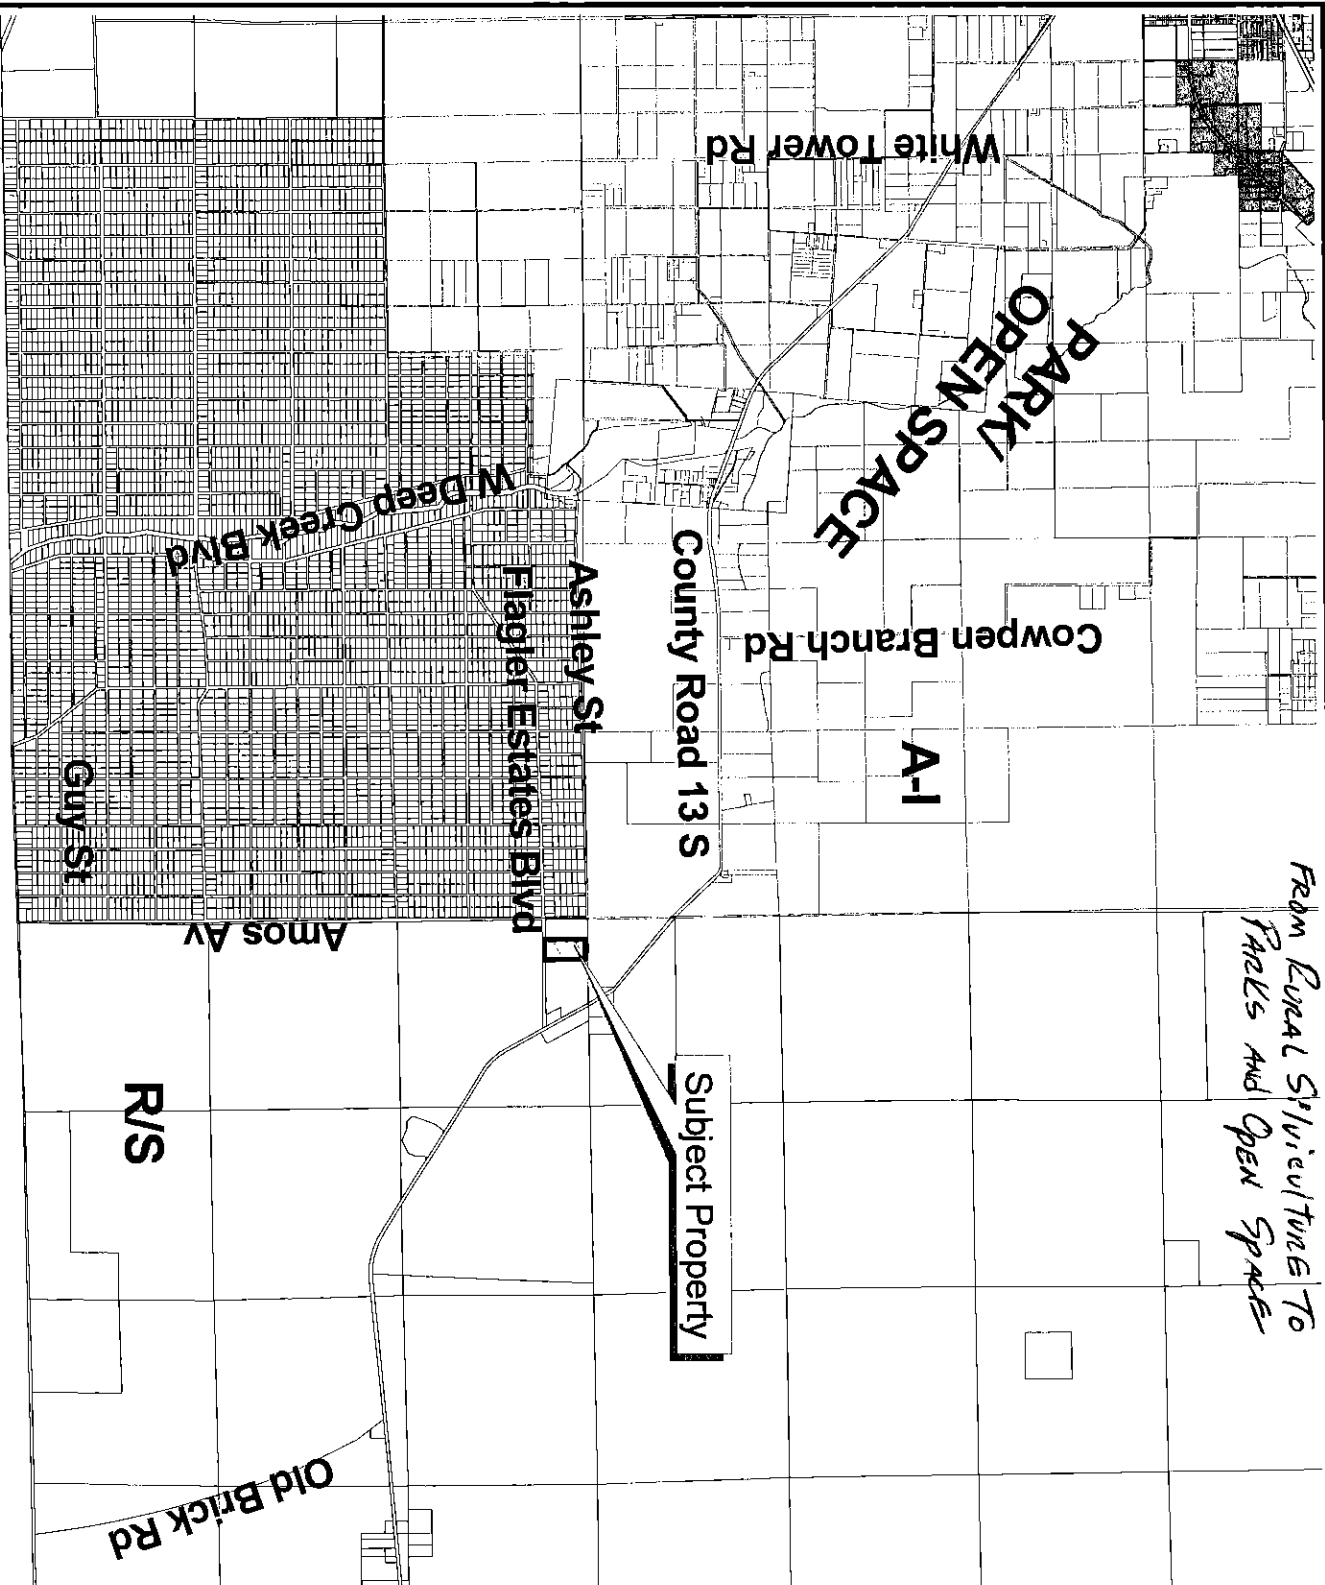 FROM RURAL Silviculture To
PARKS AND OPEN SPACE
White Tower Rd
PARK/
OPEN SPACE
Cowpen Branch Rd
A-I
County Road 13 S
Ashley St
Flagler Estates Blvd
W Deep Creek Blvd
Guy St
Amos Av
Subject Property
R/S
Old Brick Rd